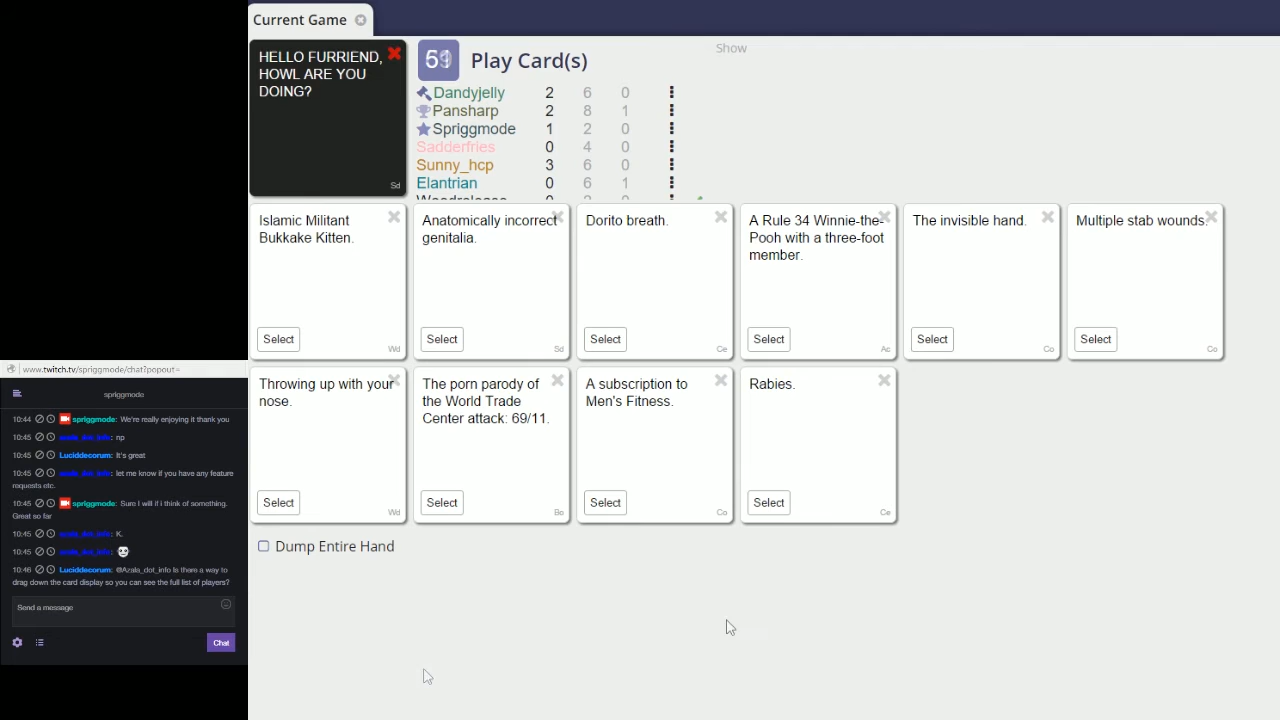 Current Game
HELLO FURRIEND,
HOWL ARE YOU
DOING?
Sd
Play Card(s)
Show
Dandyjelly 2 6 0
Pansharp 2 8 1
Spriggmode 1 2 0
Sadderfries 0 4 0
Sunny_hcp 3 6 0
Elantrian 0 6 1
Islamic Militant
Bukkake Kitten.
Select
Wd
Anatomically incorrect
genitalia.
Select
Sd
Dorito breath.
Select
Ce
A Rule 34 Winnie-the-
Pooh with a three-foot
member.
Select
Ac
The invisible hand.
Select
Co
Multiple stab wounds.
Select
Co
Throwing up with your
nose.
Select
Wd
The porn parody of
the World Trade
Center attack: 69/11.
Select
Bo
A subscription to
Men's Fitness.
Select
Co
Rabies.
Select
Ce
Dump Entire Hand
www.twitch.tv/spriggmode/chat?popout=
spriggmode
10:44 spriggmode: We're really enjoying it thank you
10:45 azala_dot_info: np
10:45 Luciddecorum: It's great
10:45 azala_dot_info: let me know if you have any feature
requests etc.
10:45 spriggmode: Sure I will if i think of something.
Great so far
10:45 azala_dot_info: K.
10:45 azala_dot_info:
10:46 Luciddecorum: @Azala_dot_info Is there a way to
drag down the card display so you can see the full list of players?
Send a message
Chat